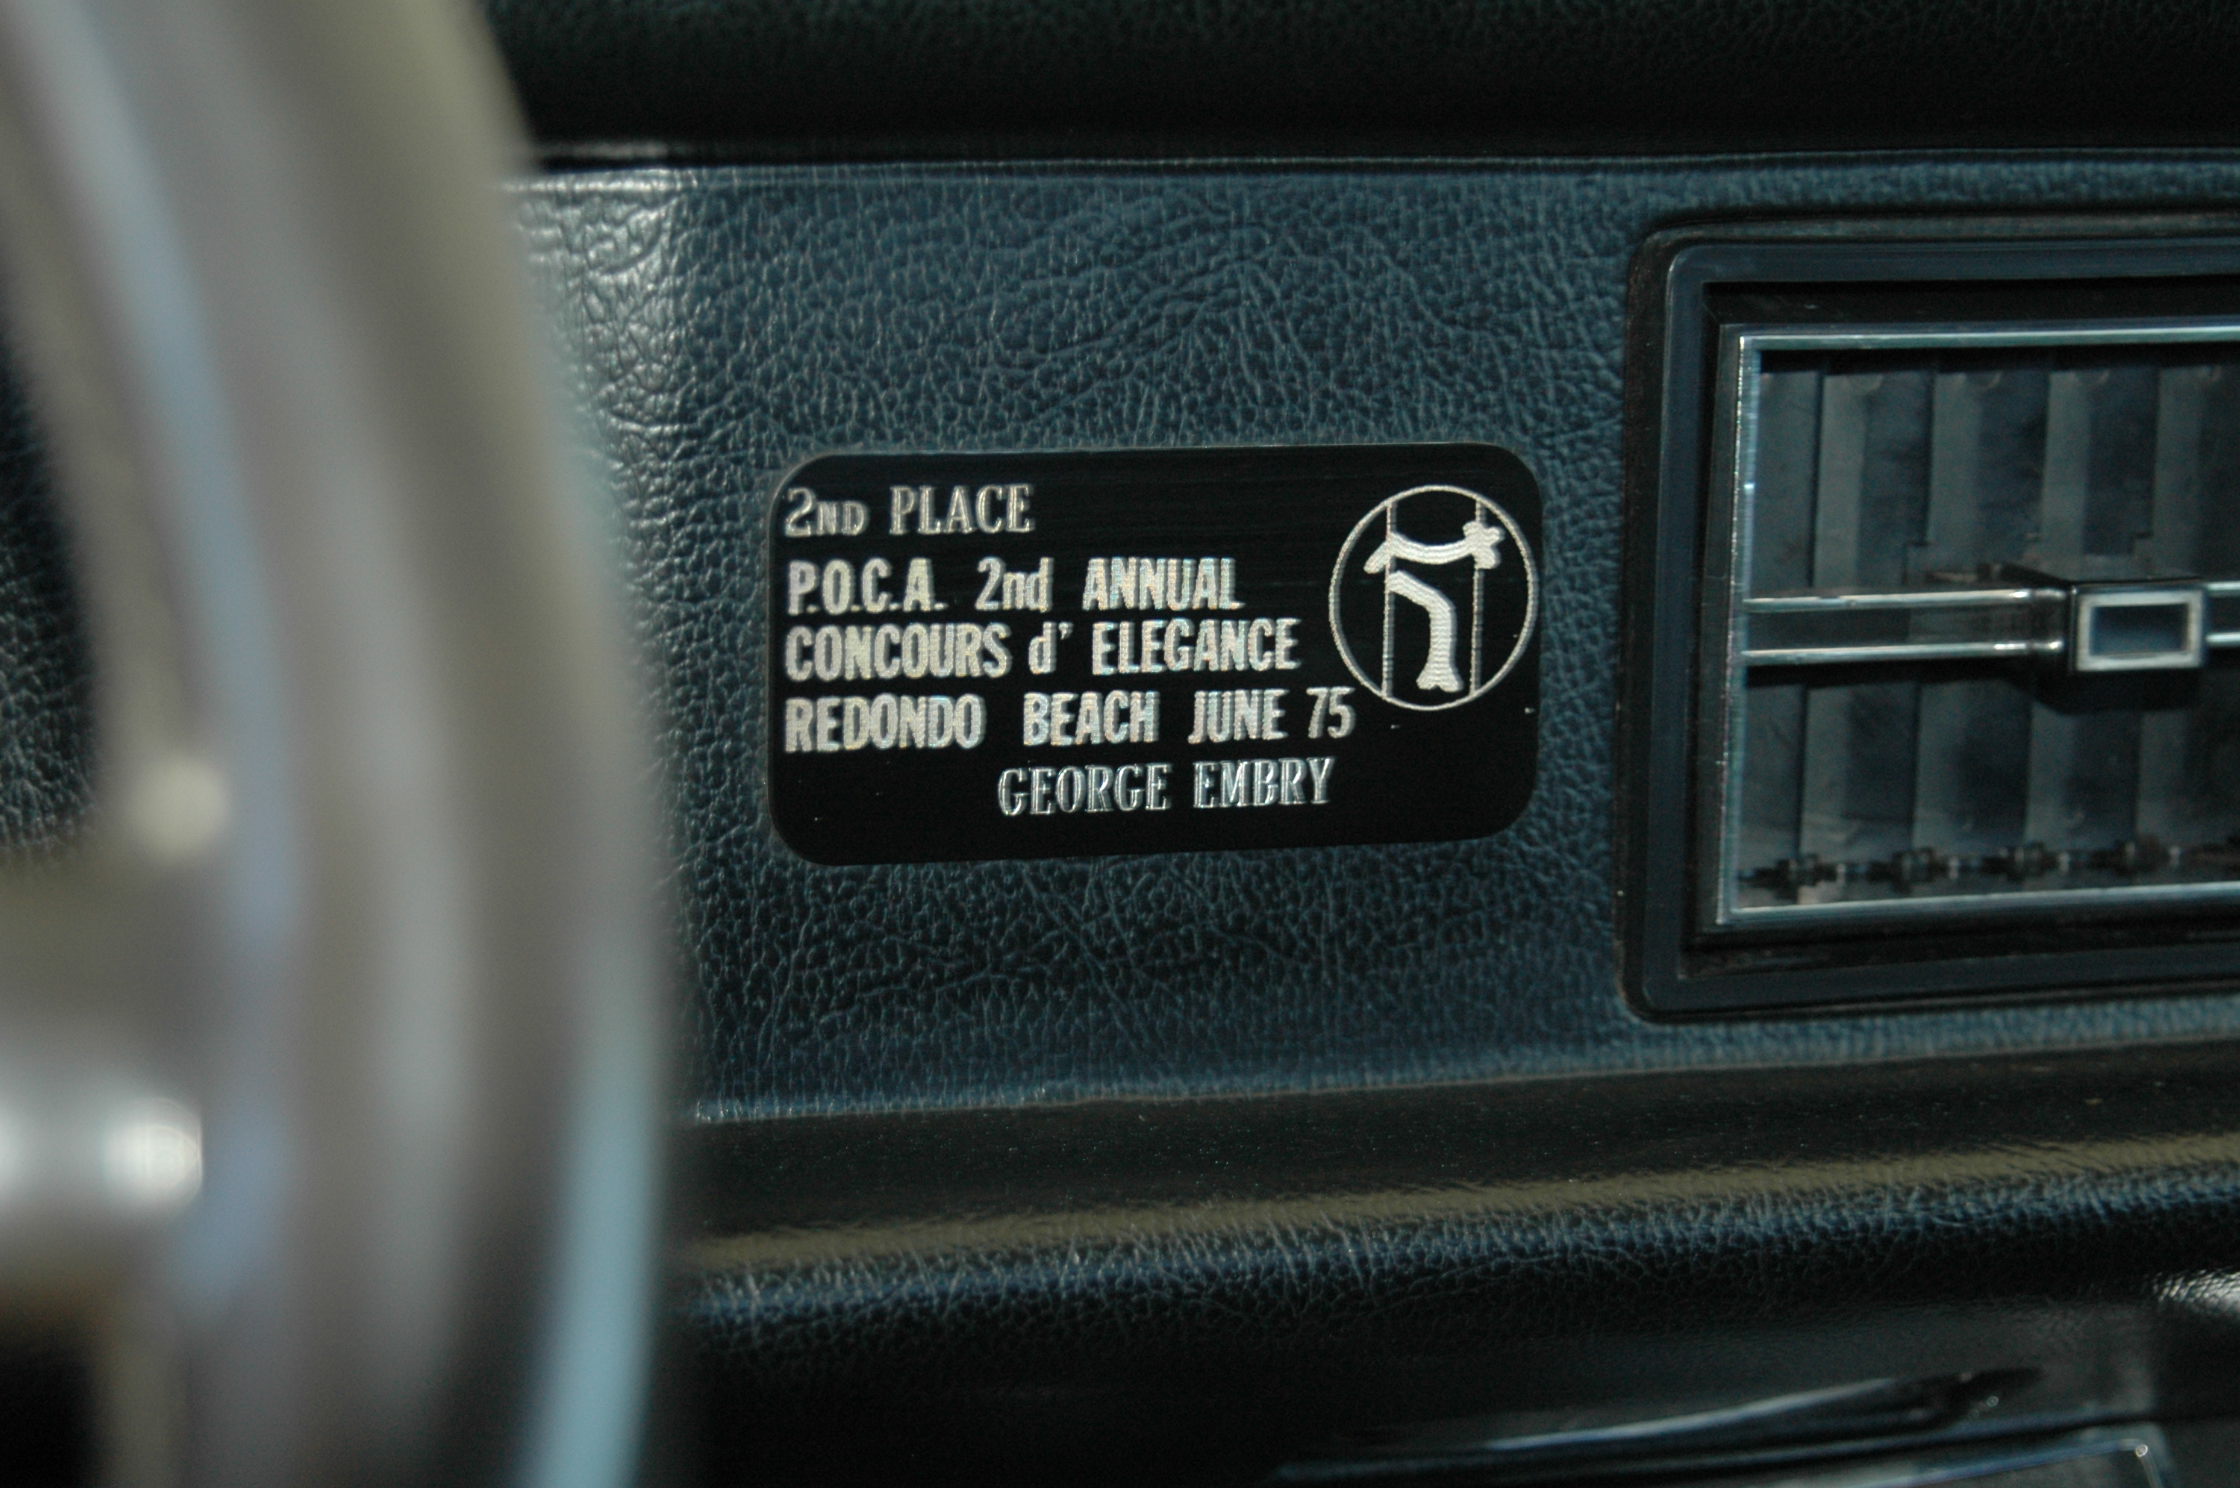 2ND PLACE
P.O.C.A. 2nd ANNUAL
CONCOURS d' ELEGANCE
REDONDO BEACH JUNE 75
GEORGE EMBRY